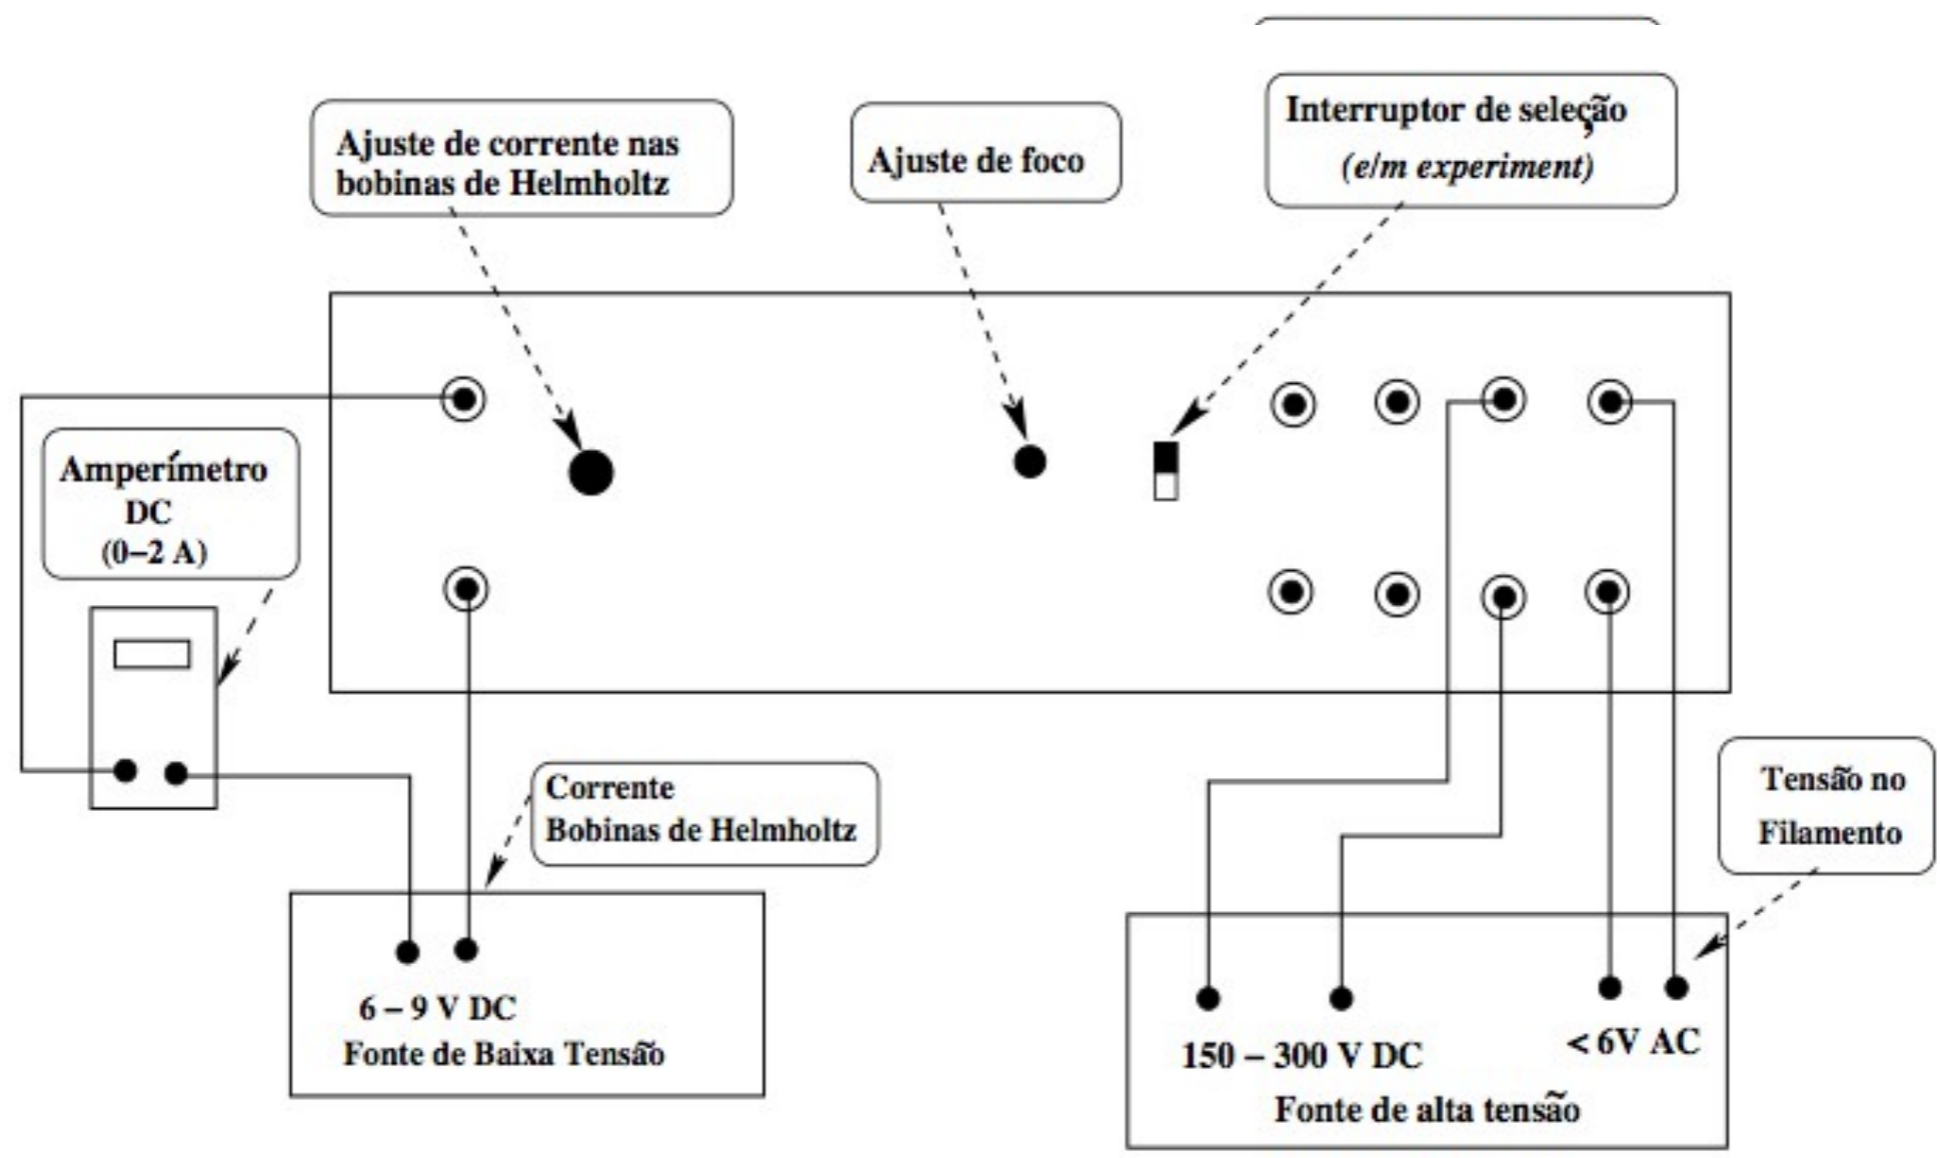 Ajuste de corrente nas
bobinas de Helmholtz
Ajuste de foco
Interruptor de seleção
(e/m experiment)
Amperímetro
DC
(0–2 A)
Corrente
Bobinas de Helmholtz
Tensão no
Filamento
6 – 9 V DC
Fonte de Baixa Tensão
150 – 300 V DC
< 6V AC
Fonte de alta tensão